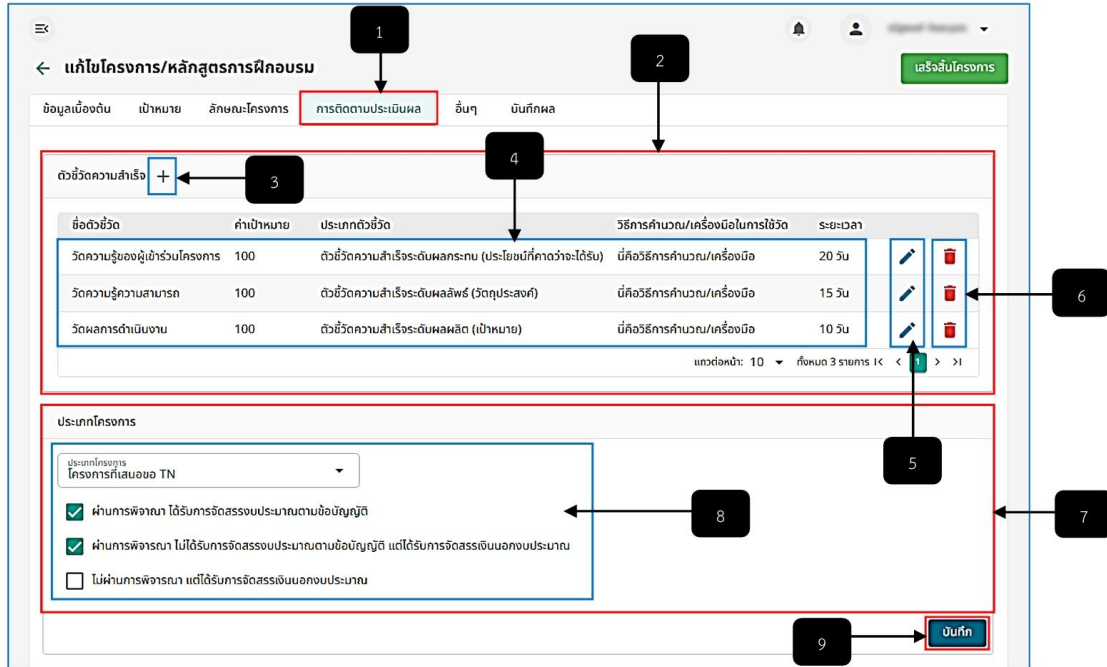 1
2
← แก้ไขโครงการ/หลักสูตรการฝึกอบรม
เสร็จสิ้นโครงการ
ข้อมูลเบื้องต้น เป้าหมาย ลักษณะโครงการ การติดตามประเมินผล อื่นๆ บันทึกผล
4
ตัวชี้วัดความสำเร็จ +
3
ชื่อตัวชี้วัด ค่าเป้าหมาย ประเภทตัวชี้วัด วิธีการคำนวณ/เครื่องมือในการใช้วัด ระยะเวลา
วัดความรู้ของผู้เข้าร่วมโครงการ 100 ตัวชี้วัดความสำเร็จระดับผลกระทบ (ประโยชน์ที่คาดว่าจะได้รับ) นี่คือวิธีการคำนวณ/เครื่องมือ 20 วัน
วัดความรู้ความสามารถ 100 ตัวชี้วัดความสำเร็จระดับผลลัพธ์ (วัตถุประสงค์) นี่คือวิธีการคำนวณ/เครื่องมือ 15 วัน
6
วัดผลการดำเนินงาน 100 ตัวชี้วัดความสำเร็จระดับผลผลิต (เป้าหมาย) นี่คือวิธีการคำนวณ/เครื่องมือ 10 วัน
แถวต่อหน้า: 10 ทั้งหมด 3 รายการ |< < 1 > >|
ประเภทโครงการ
5
ประเภทโครงการ
โครงการที่เสนอขอ TN
ผ่านการพิจาณา ได้รับการจัดสรรงบประมาณตามข้อบัญญัติ
8
7
ผ่านการพิจารณา ไม่ได้รับการจัดสรรงบประมาณตามข้อบัญญัติ แต่ได้รับการจัดสรรเงินนอกงบประมาณ
ไม่ผ่านการพิจารณา แต่ได้รับการจัดสรรเงินนอกงบประมาณ
บันทึก
9